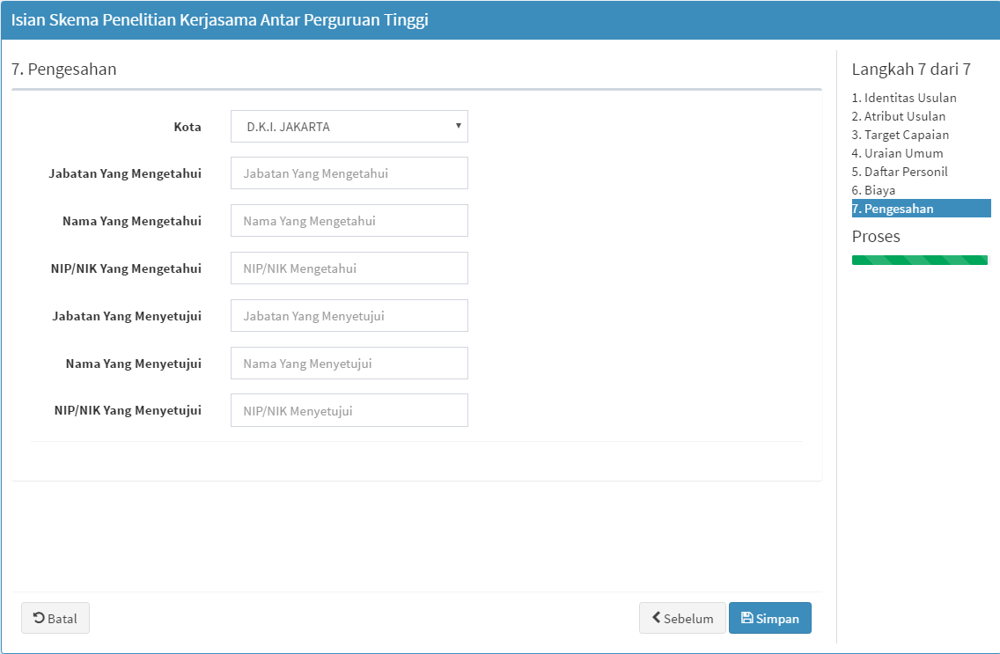 Isian Skema Penelitian Kerjasama Antar Perguruan Tinggi
7. Pengesahan
Kota
D.K.I. JAKARTA
Jabatan Yang Mengetahui
Jabatan Yang Mengetahui
Nama Yang Mengetahui
Nama Yang Mengetahui
NIP/NIK Yang Mengetahui
NIP/NIK Mengetahui
Jabatan Yang Menyetujui
Jabatan Yang Menyetujui
Nama Yang Menyetujui
Nama Yang Menyetujui
NIP/NIK Yang Menyetujui
NIP/NIK Menyetujui
Batal
Sebelum
Simpan
Langkah 7 dari 7
1. Identitas Usulan
2. Atribut Usulan
3. Target Capaian
4. Uraian Umum
5. Daftar Personil
6. Biaya
7. Pengesahan
Proses